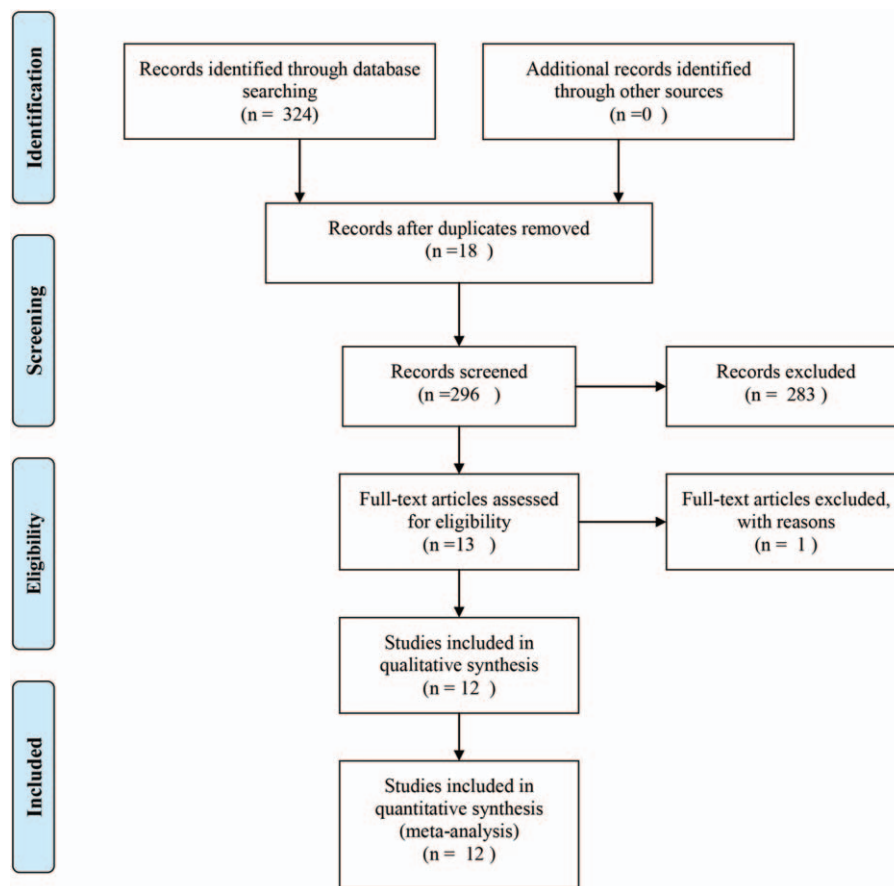 Identification
Records identified through database
searching
(n = 324)
Additional records identified
through other sources
(n =0 )
Records after duplicates removed
(n =18 )
Screening
Records screened
(n =296 )
Records excluded
(n = 283 )
Eligibility
Full-text articles assessed
for eligibility
(n =13 )
Full-text articles excluded,
with reasons
(n = 1 )
Studies included in
qualitative synthesis
(n = 12 )
Included
Studies included in
quantitative synthesis
(meta-analysis)
(n = 12 )